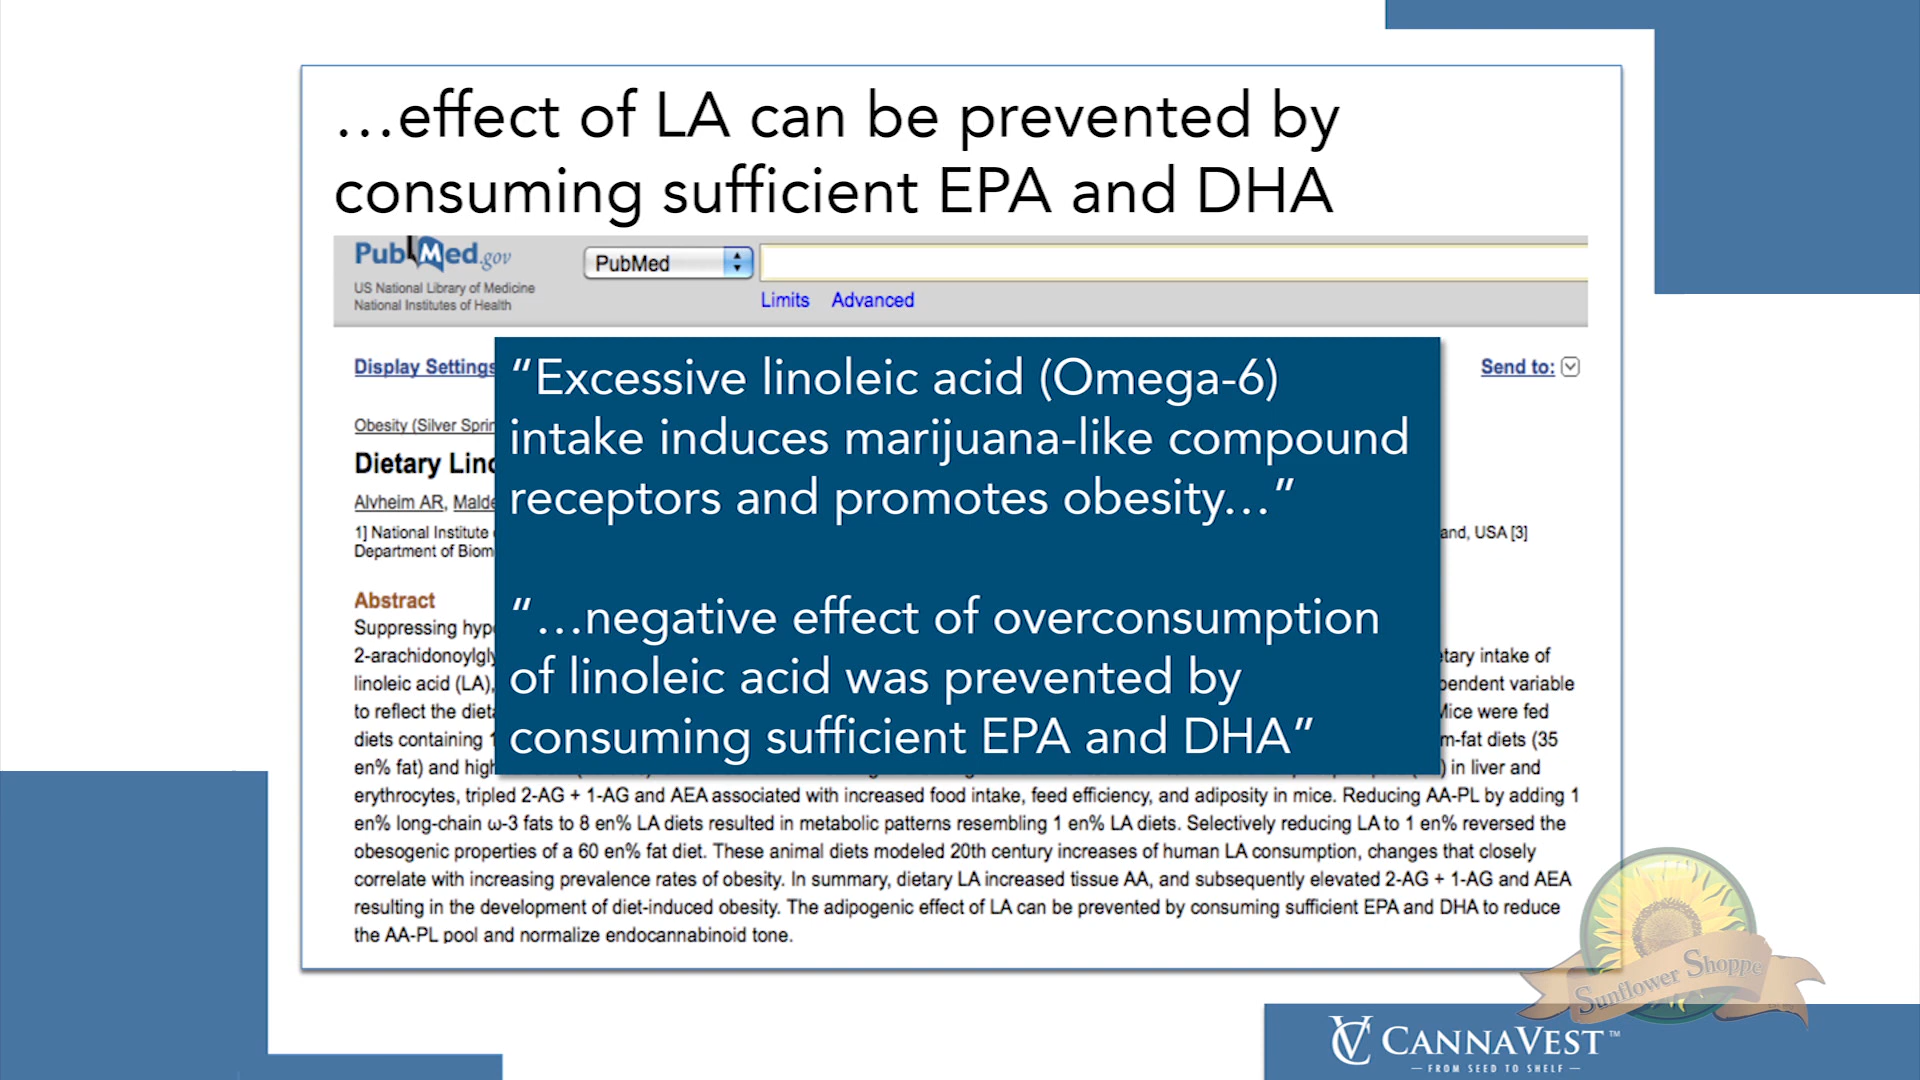 …effect of LA can be prevented by
consuming sufficient EPA and DHA
PubMed.gov
US National Library of Medicine
National Institutes of Health
PubMed
Limits Advanced
Display Settings
Send to:
“Excessive linoleic acid (Omega-6)
intake induces marijuana-like compound
receptors and promotes obesity…”
“…negative effect of overconsumption
of linoleic acid was prevented by
consuming sufficient EPA and DHA”
Obesity (Silver Sprin
Dietary Lino
Alvheim AR, Malde
1] National Institute and, USA [3]
Department of Biom
Abstract
Suppressing hype
2-arachidonoylgly etary intake of
linoleic acid (LA), pendent variable
to reflect the dieta Mice were fed
diets containing 1 m-fat diets (35
en% fat) and high ) in liver and
erythrocytes, tripled 2-AG + 1-AG and AEA associated with increased food intake, feed efficiency, and adiposity in mice. Reducing AA-PL by adding 1
en% long-chain ω-3 fats to 8 en% LA diets resulted in metabolic patterns resembling 1 en% LA diets. Selectively reducing LA to 1 en% reversed the
obesogenic properties of a 60 en% fat diet. These animal diets modeled 20th century increases of human LA consumption, changes that closely
correlate with increasing prevalence rates of obesity. In summary, dietary LA increased tissue AA, and subsequently elevated 2-AG + 1-AG and AEA
resulting in the development of diet-induced obesity. The adipogenic effect of LA can be prevented by consuming sufficient EPA and DHA to reduce
the AA-PL pool and normalize endocannabinoid tone.
Sunflower Shoppe
VC CANNAVEST™
— FROM SEED TO SHELF —